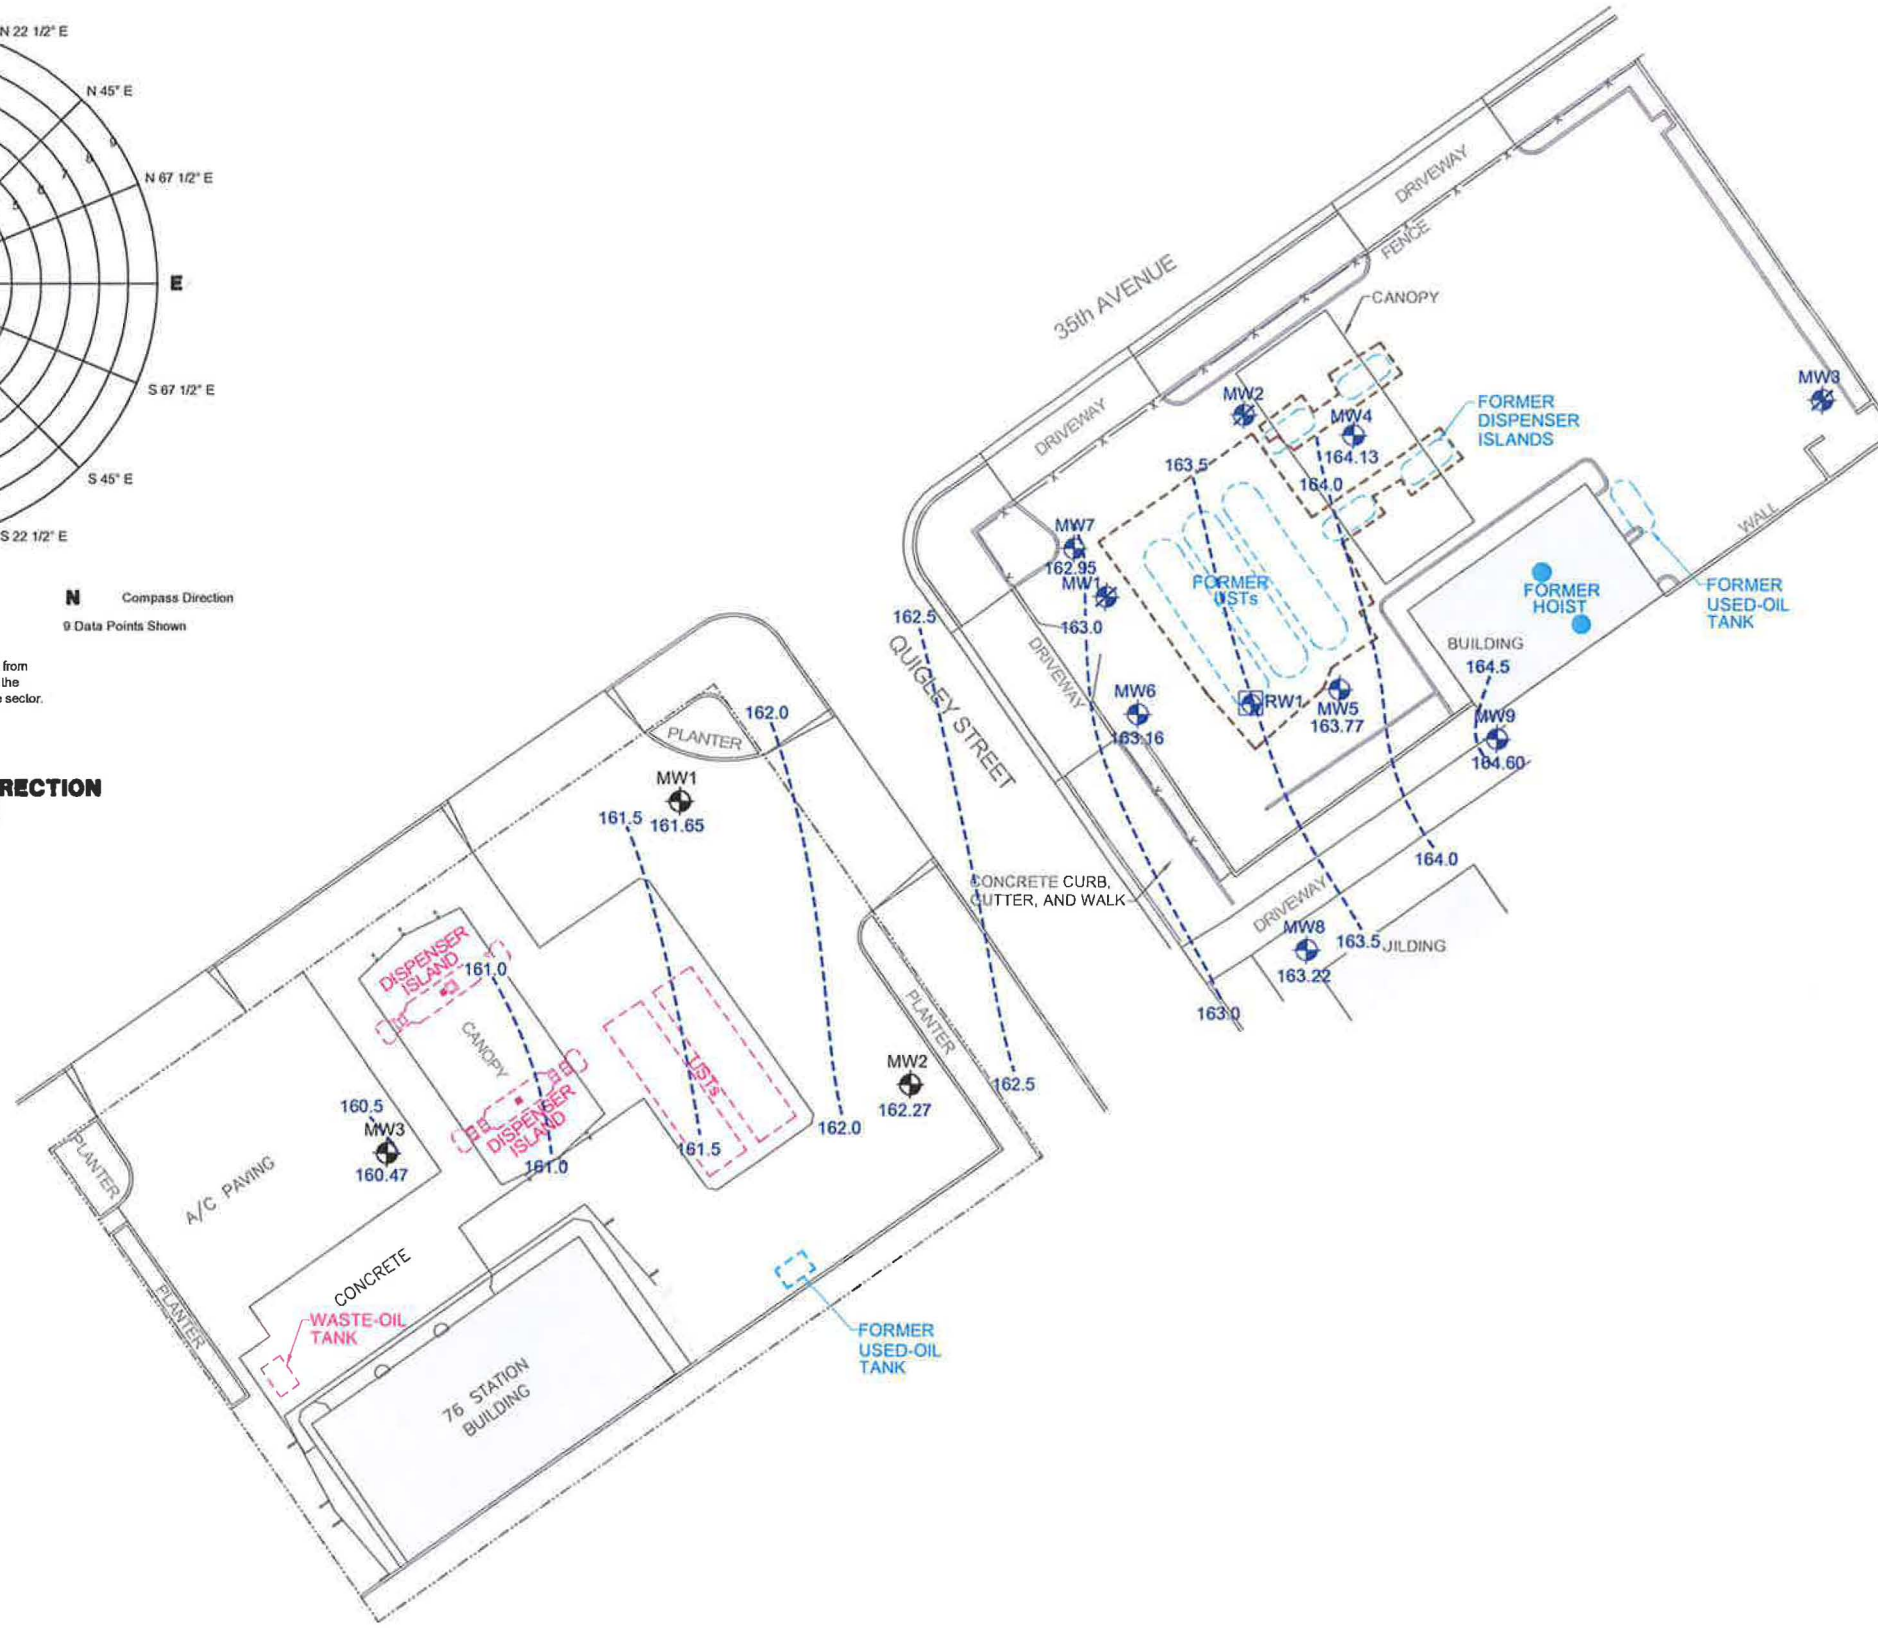 N 22 1/2° E
N 45° E
9
8
N 67 1/2° E
7
6
5
E
S 67 1/2° E
S 45° E
S 22 1/2° E
N Compass Direction
9 Data Points Shown
from
the
sector.
RECTION
35th AVENUE
DRIVEWAY
FENCE
CANOPY
DRIVEWAY
MW2
MW4
164.13
164.0
163.5
FORMER
DISPENSER
ISLANDS
MW3
WALL
MW7
162.95
MW1
163.0
FORMER
USTs
FORMER
HOIST
FORMER
USED-OIL
TANK
BUILDING
164.5
162.5
QUIGLEY STREET
DRIVEWAY
MW6
163.16
RW1
MW5
163.77
MW9
164.60
162.0
PLANTER
MW1
161.65
161.5
164.0
CONCRETE CURB,
GUTTER, AND WALK
DRIVEWAY
MW8
163.22
163.5
JILDING
163.0
DISPENSER
ISLAND
161.0
CANOPY
PLANTER
USTs
MW2
162.27
162.5
162.0
161.5
DISPENSER
ISLAND
161.0
160.5
MW3
160.47
PLANTER
A/C PAVING
PLANTER
CONCRETE
WASTE-OIL
TANK
76 STATION
BUILDING
FORMER
USED-OIL
TANK